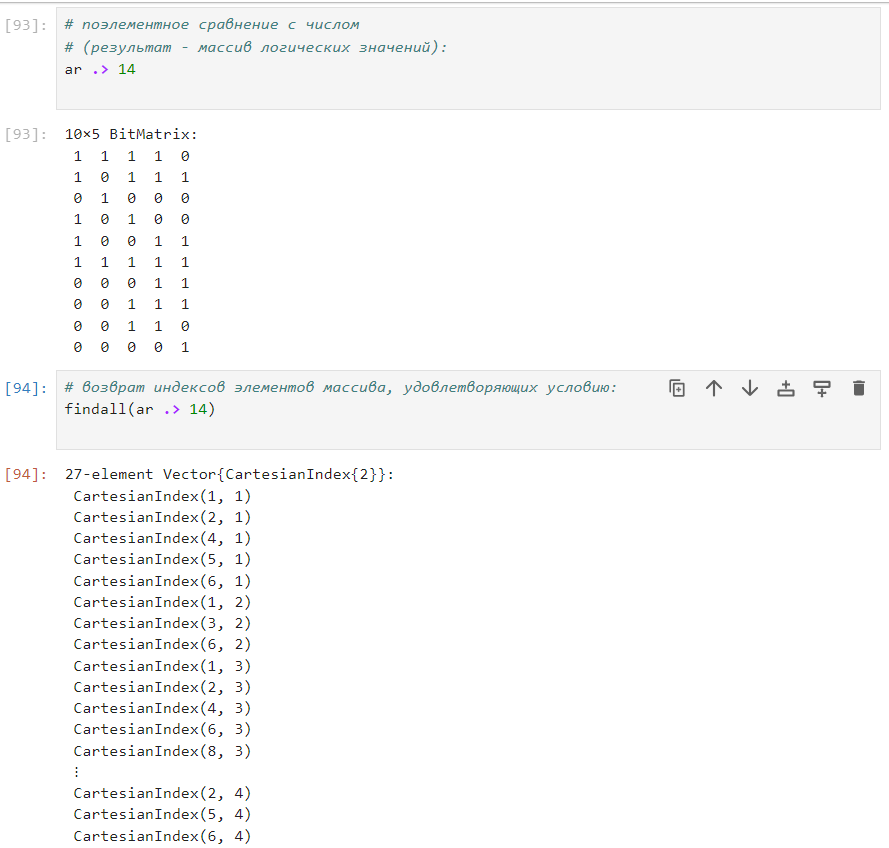 [93]:
# поэлементное сравнение с числом
# (результат - массив логических значений):
ar .> 14
[93]:
10×5 BitMatrix:
1 1 1 1 0
1 0 1 1 1
0 1 0 0 0
1 0 1 0 0
1 0 0 1 1
1 1 1 1 1
0 0 0 1 1
0 0 1 1 1
0 0 1 1 0
0 0 0 0 1
[94]:
# возврат индексов элементов массива, удовлетворяющих условию:
findall(ar .> 14)
[94]:
27-element Vector{CartesianIndex{2}}:
CartesianIndex(1, 1)
CartesianIndex(2, 1)
CartesianIndex(4, 1)
CartesianIndex(5, 1)
CartesianIndex(6, 1)
CartesianIndex(1, 2)
CartesianIndex(3, 2)
CartesianIndex(6, 2)
CartesianIndex(1, 3)
CartesianIndex(2, 3)
CartesianIndex(4, 3)
CartesianIndex(6, 3)
CartesianIndex(8, 3)
⋮
CartesianIndex(2, 4)
CartesianIndex(5, 4)
CartesianIndex(6, 4)